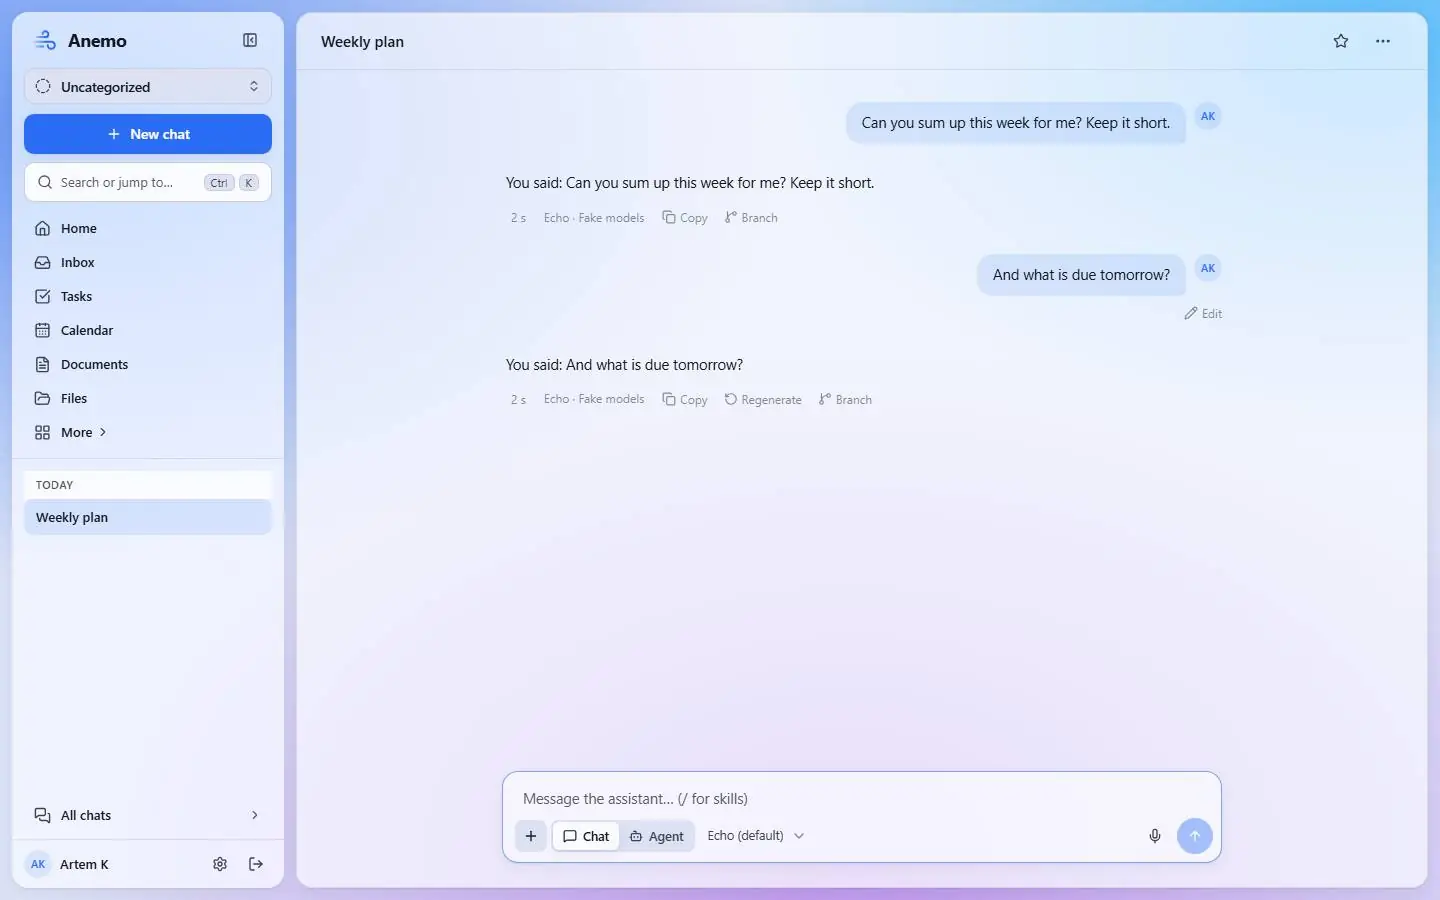 Anemo
Uncategorized
New chat
Search or jump to... Ctrl K
Home
Inbox
Tasks
Calendar
Documents
Files
More
TODAY
Weekly plan
All chats
AK Artem K
Weekly plan
Can you sum up this week for me? Keep it short. AK
You said: Can you sum up this week for me? Keep it short.
2 s Echo · Fake models Copy Branch
And what is due tomorrow? AK
Edit
You said: And what is due tomorrow?
2 s Echo · Fake models Copy Regenerate Branch
Message the assistant... (/ for skills)
Chat Agent Echo (default)